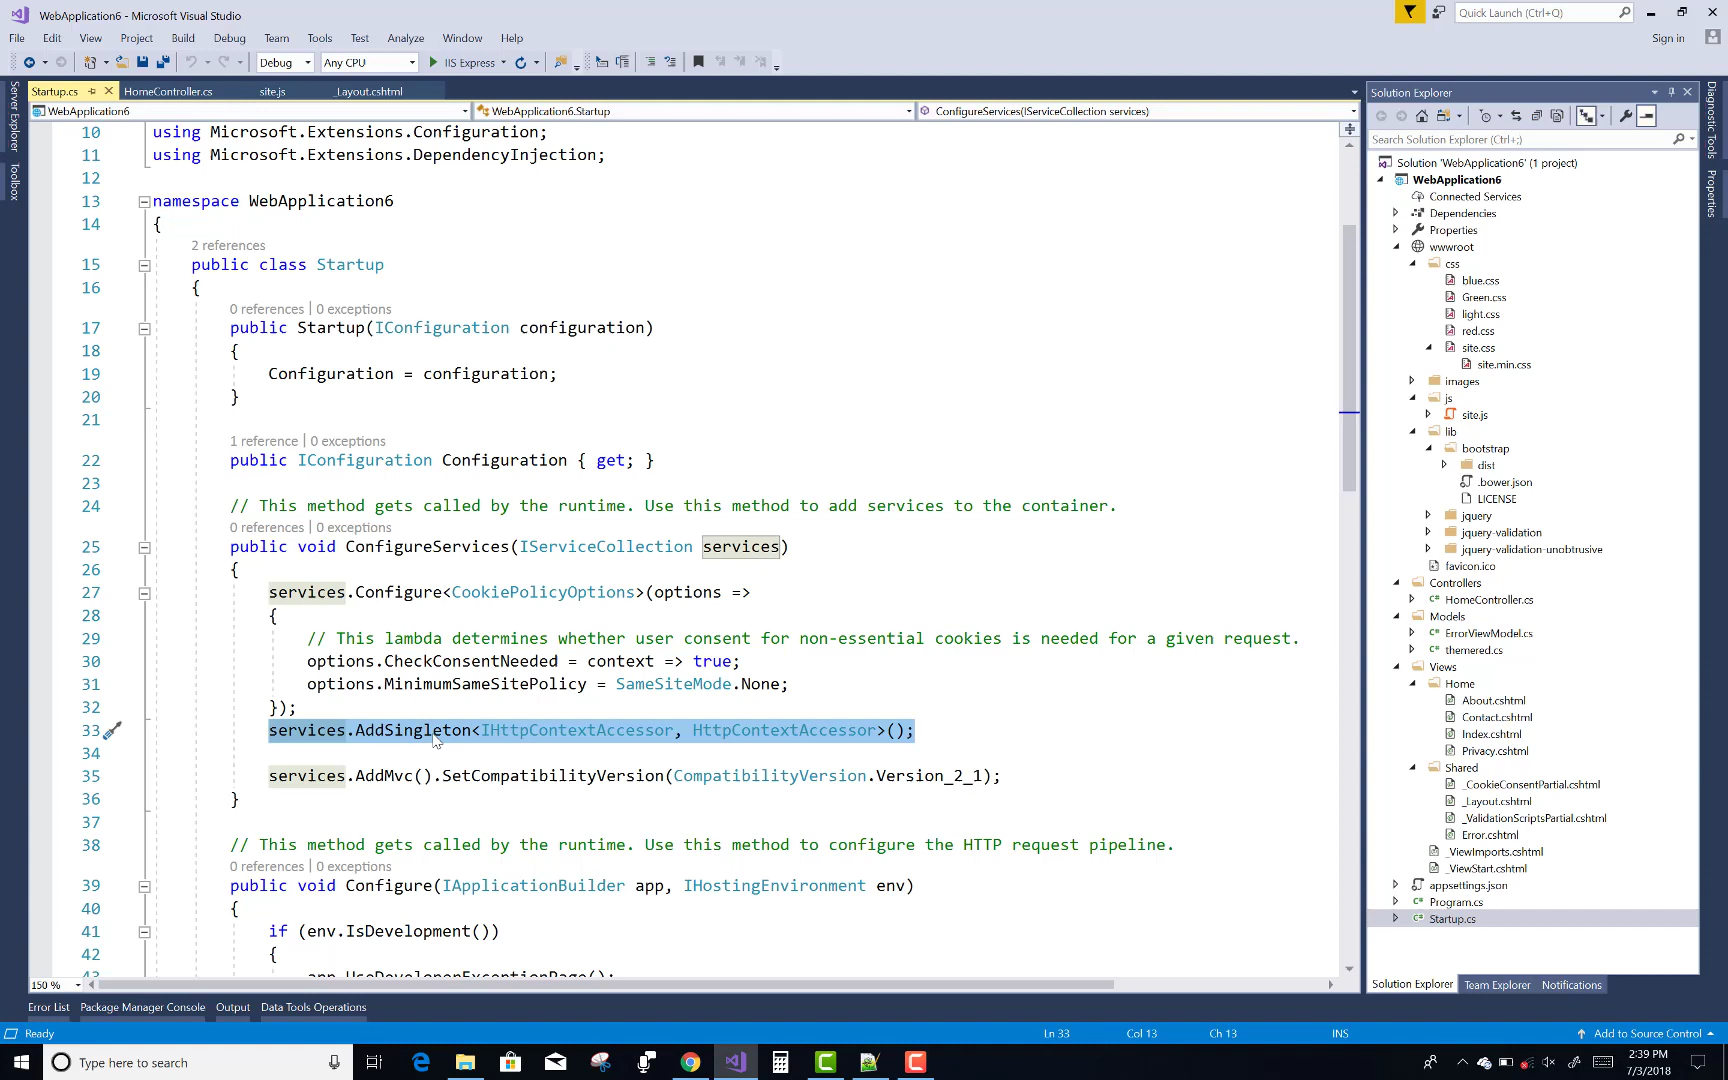 WebApplication6 - Microsoft Visual Studio
Quick Launch (Ctrl+Q)
File Edit View Project Build Debug Team Tools Test Analyze Window Help
Sign in
Debug Any CPU IIS Express
Server Explorer
Toolbox
Startup.cs HomeController.cs site.js _Layout.cshtml
WebApplication6 WebApplication6.Startup ConfigureServices(IServiceCollection services)
10 using Microsoft.Extensions.Configuration;
11 using Microsoft.Extensions.DependencyInjection;
12
13 namespace WebApplication6
14 {
2 references
15 public class Startup
16 {
0 references | 0 exceptions
17 public Startup(IConfiguration configuration)
18 {
19 Configuration = configuration;
20 }
21
1 reference | 0 exceptions
22 public IConfiguration Configuration { get; }
23
24 // This method gets called by the runtime. Use this method to add services to the container.
0 references | 0 exceptions
25 public void ConfigureServices(IServiceCollection services)
26 {
27 services.Configure<CookiePolicyOptions>(options =>
28 {
29 // This lambda determines whether user consent for non-essential cookies is needed for a given request.
30 options.CheckConsentNeeded = context => true;
31 options.MinimumSameSitePolicy = SameSiteMode.None;
32 });
33 services.AddSingleton<IHttpContextAccessor, HttpContextAccessor>();
34
35 services.AddMvc().SetCompatibilityVersion(CompatibilityVersion.Version_2_1);
36 }
37
38 // This method gets called by the runtime. Use this method to configure the HTTP request pipeline.
0 references | 0 exceptions
39 public void Configure(IApplicationBuilder app, IHostingEnvironment env)
40 {
41 if (env.IsDevelopment())
42 {
43 app.UseDeveloperExceptionPage();
150 %
Solution Explorer
Search Solution Explorer (Ctrl+;)
Solution 'WebApplication6' (1 project)
WebApplication6
Connected Services
Dependencies
Properties
wwwroot
css
blue.css
Green.css
light.css
red.css
site.css
site.min.css
images
js
site.js
lib
bootstrap
dist
.bower.json
LICENSE
jquery
jquery-validation
jquery-validation-unobtrusive
favicon.ico
Controllers
HomeController.cs
Models
ErrorViewModel.cs
themered.cs
Views
Home
About.cshtml
Contact.cshtml
Index.cshtml
Privacy.cshtml
Shared
_CookieConsentPartial.cshtml
_Layout.cshtml
_ValidationScriptsPartial.cshtml
Error.cshtml
_ViewImports.cshtml
_ViewStart.cshtml
appsettings.json
Program.cs
Startup.cs
Solution Explorer Team Explorer Notifications
Diagnostic Tools
Properties
Error List Package Manager Console Output Data Tools Operations
Ready Ln 33 Col 13 Ch 13 INS Add to Source Control
Type here to search
2:39 PM
7/3/2018